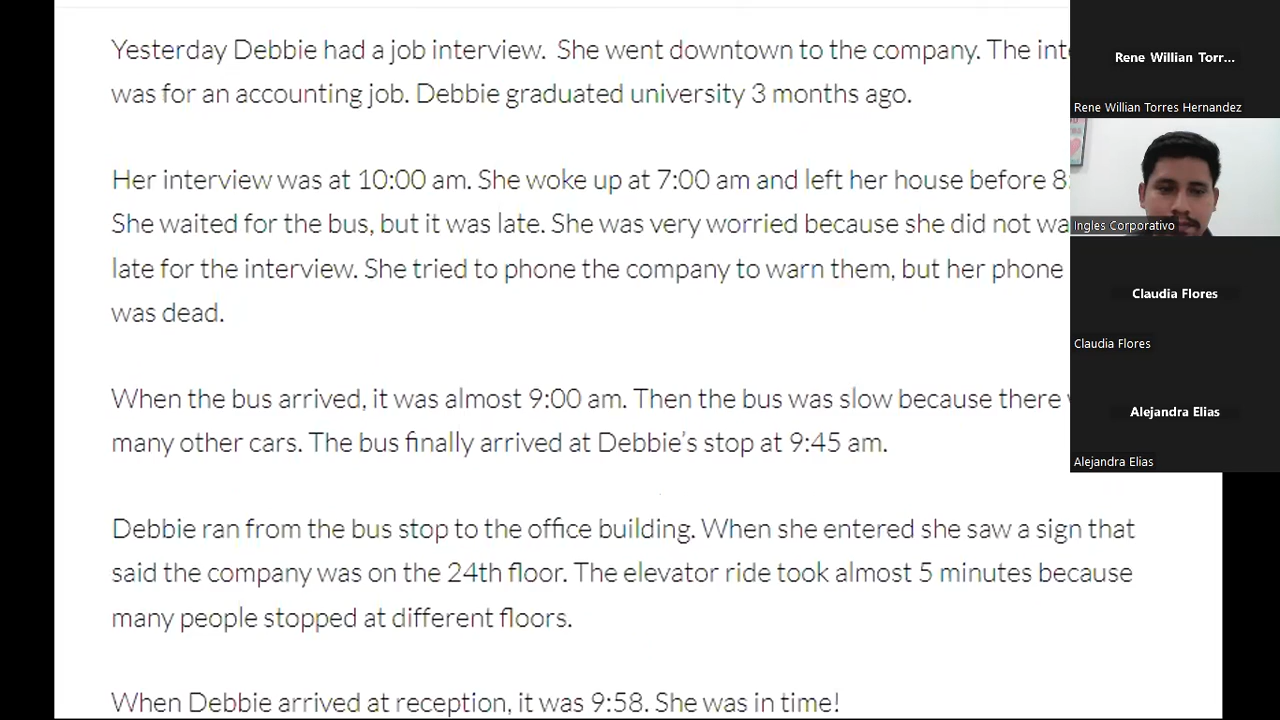 Yesterday Debbie had a job interview.  She went downtown to the company. The
was for an accounting job. Debbie graduated university 3 months ago.
Her interview was at 10:00 am. She woke up at 7:00 am and left her house before
She waited for the bus, but it was late. She was very worried because she did not
late for the interview. She tried to phone the company to warn them, but her phone
was dead.
When the bus arrived, it was almost 9:00 am. Then the bus was slow because there
many other cars. The bus finally arrived at Debbie’s stop at 9:45 am.
Debbie ran from the bus stop to the office building. When she entered she saw a sign that
said the company was on the 24th floor. The elevator ride took almost 5 minutes because
many people stopped at different floors.
When Debbie arrived at reception, it was 9:58. She was in time!
Rene Willian Torr...
Rene Willian Torres Hernandez
Ingles Corporativo
Claudia Flores
Claudia Flores
Alejandra Elias
Alejandra Elias